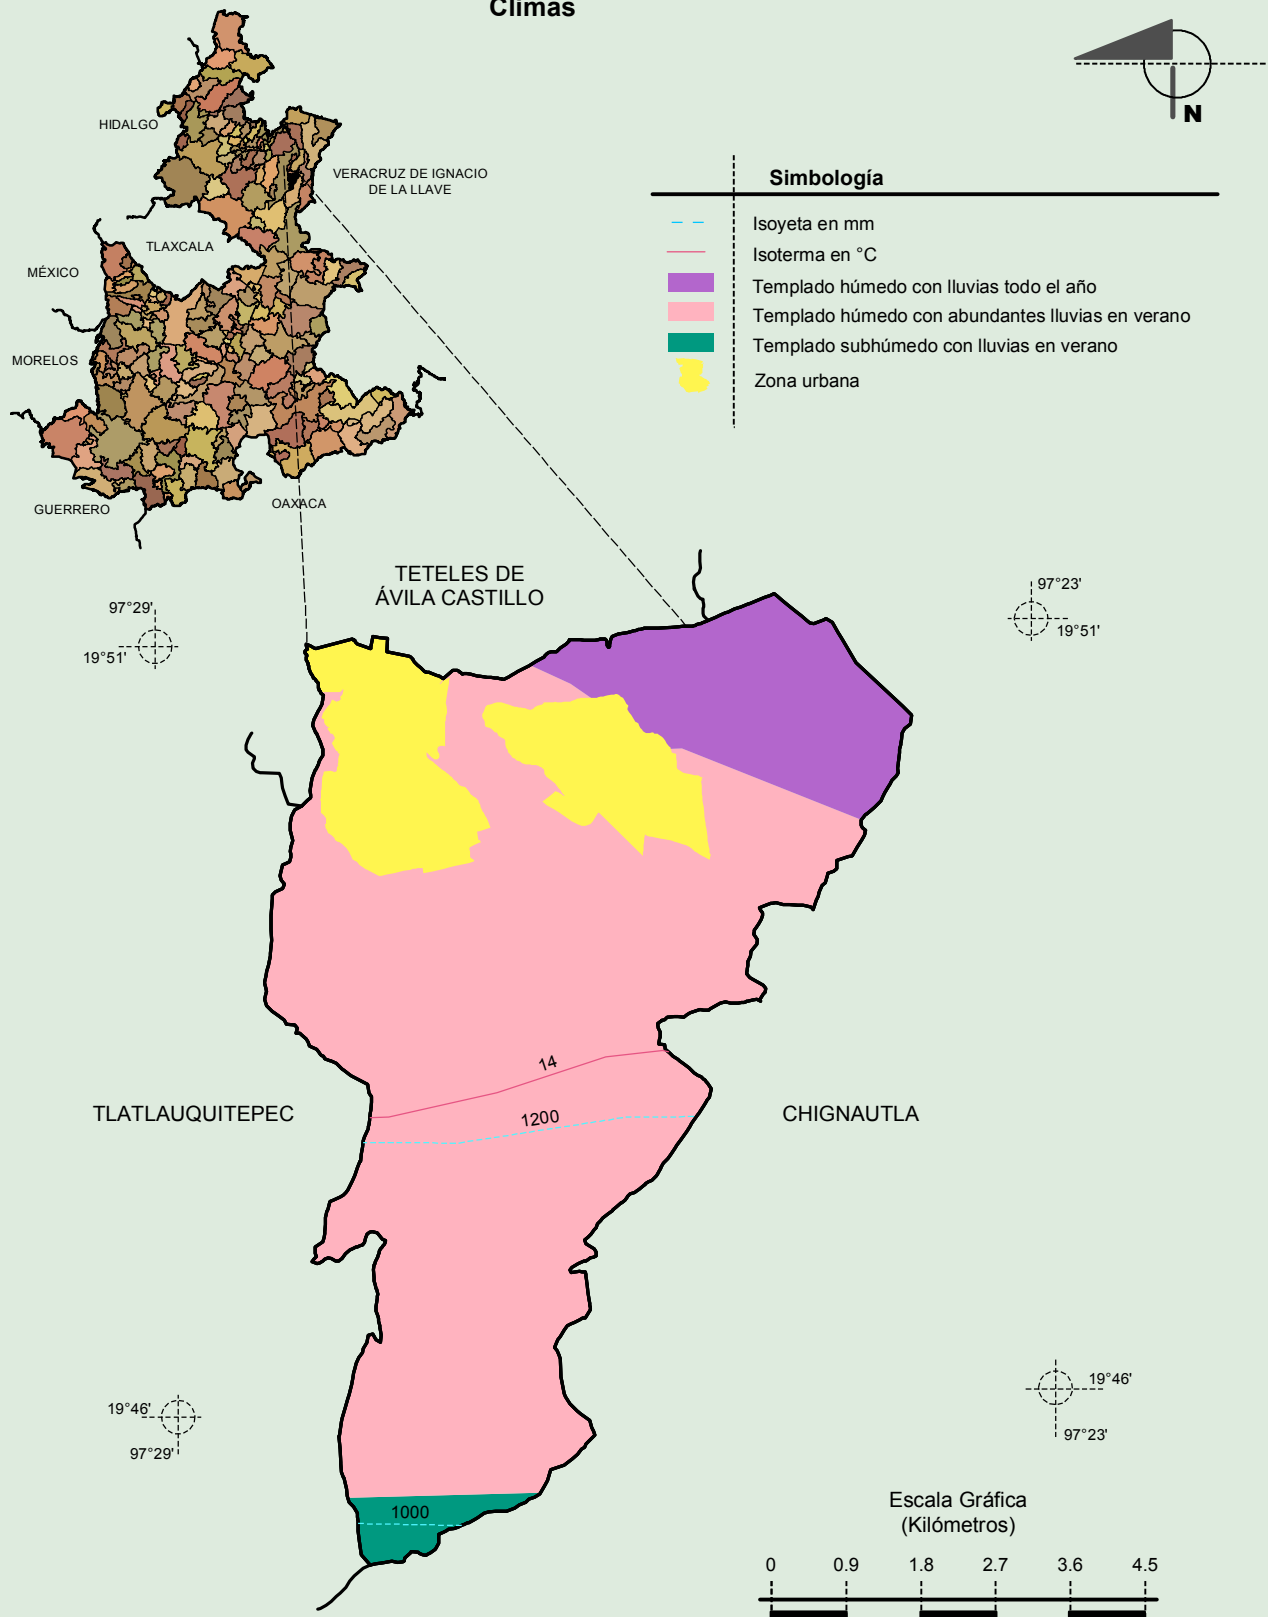 Climas
HIDALGO
VERACRUZ DE IGNACIO
DE LA LLAVE
TLAXCALA
MÉXICO
MORELOS
GUERRERO
OAXACA
N
Simbología
Isoyeta en mm
Isoterma en °C
Templado húmedo con lluvias todo el año
Templado húmedo con abundantes lluvias en verano
Templado subhúmedo con lluvias en verano
Zona urbana
TETELES DE
ÁVILA CASTILLO
97°29'
19°51'
97°23'
19°51'
14
1200
TLATLAUQUITEPEC
CHIGNAUTLA
19°46'
97°29'
19°46'
97°23'
1000
Escala Gráfica
(Kilómetros)
0 0.9 1.8 2.7 3.6 4.5